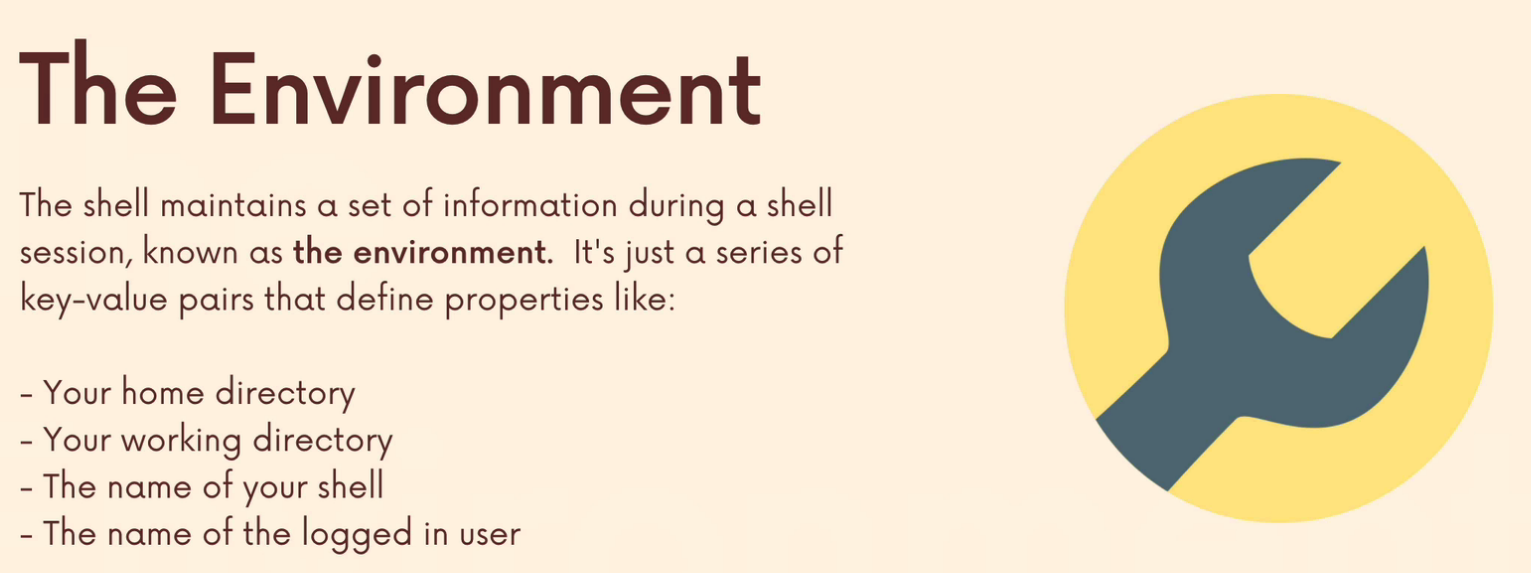 The Environment
The shell maintains a set of information during a shell
session, known as the environment.  It's just a series of
key-value pairs that define properties like:
- Your home directory
- Your working directory
- The name of your shell
- The name of the logged in user